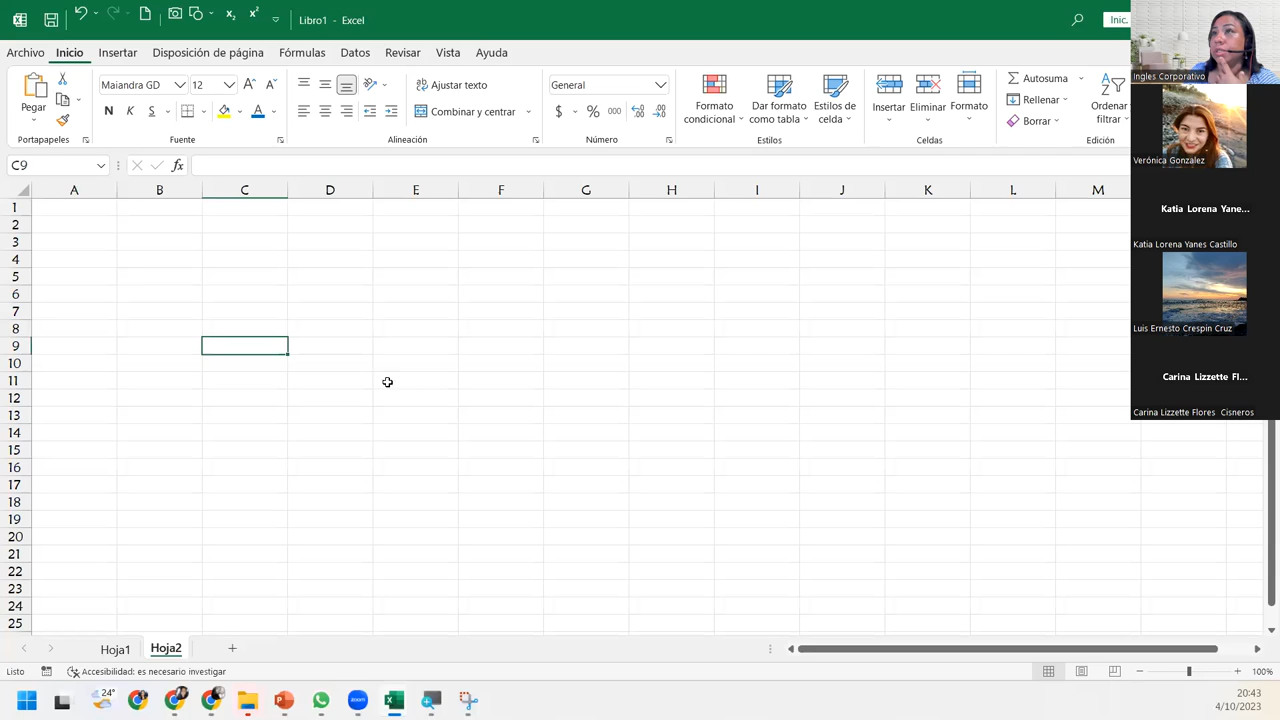 Libro1 - Excel
Inic.
Archivo Inicio Insertar Disposición de página Fórmulas Datos Revisar Vista Ayuda
Pegar
Maiandra GD 12
N K S
Ajustar texto
Combinar y centrar
General
$ % 000
Formato condicional
Dar formato como tabla
Estilos de celda
Insertar Eliminar Formato
Autosuma
Rellenar
Borrar
Ordenar filtrar
Portapapeles Fuente Alineación Número Estilos Celdas Edición
C9
fx
A B C D E F G H I J K L M
1
2
3
5
6
7
8
9
10
11
12
13
14
15
16
17
18
19
20
21
22
23
24
25
Hoja1 Hoja2
Listo Accesibilidad: es necesario investigar 100%
24°
zoom
20:43
4/10/2023
Ingles Corporativo
Verónica Gonzalez
Katia Lorena Yane...
Katia Lorena Yanes Castillo
Luis Ernesto Crespin Cruz
Carina Lizzette Fl...
Carina Lizzette Flores Cisneros